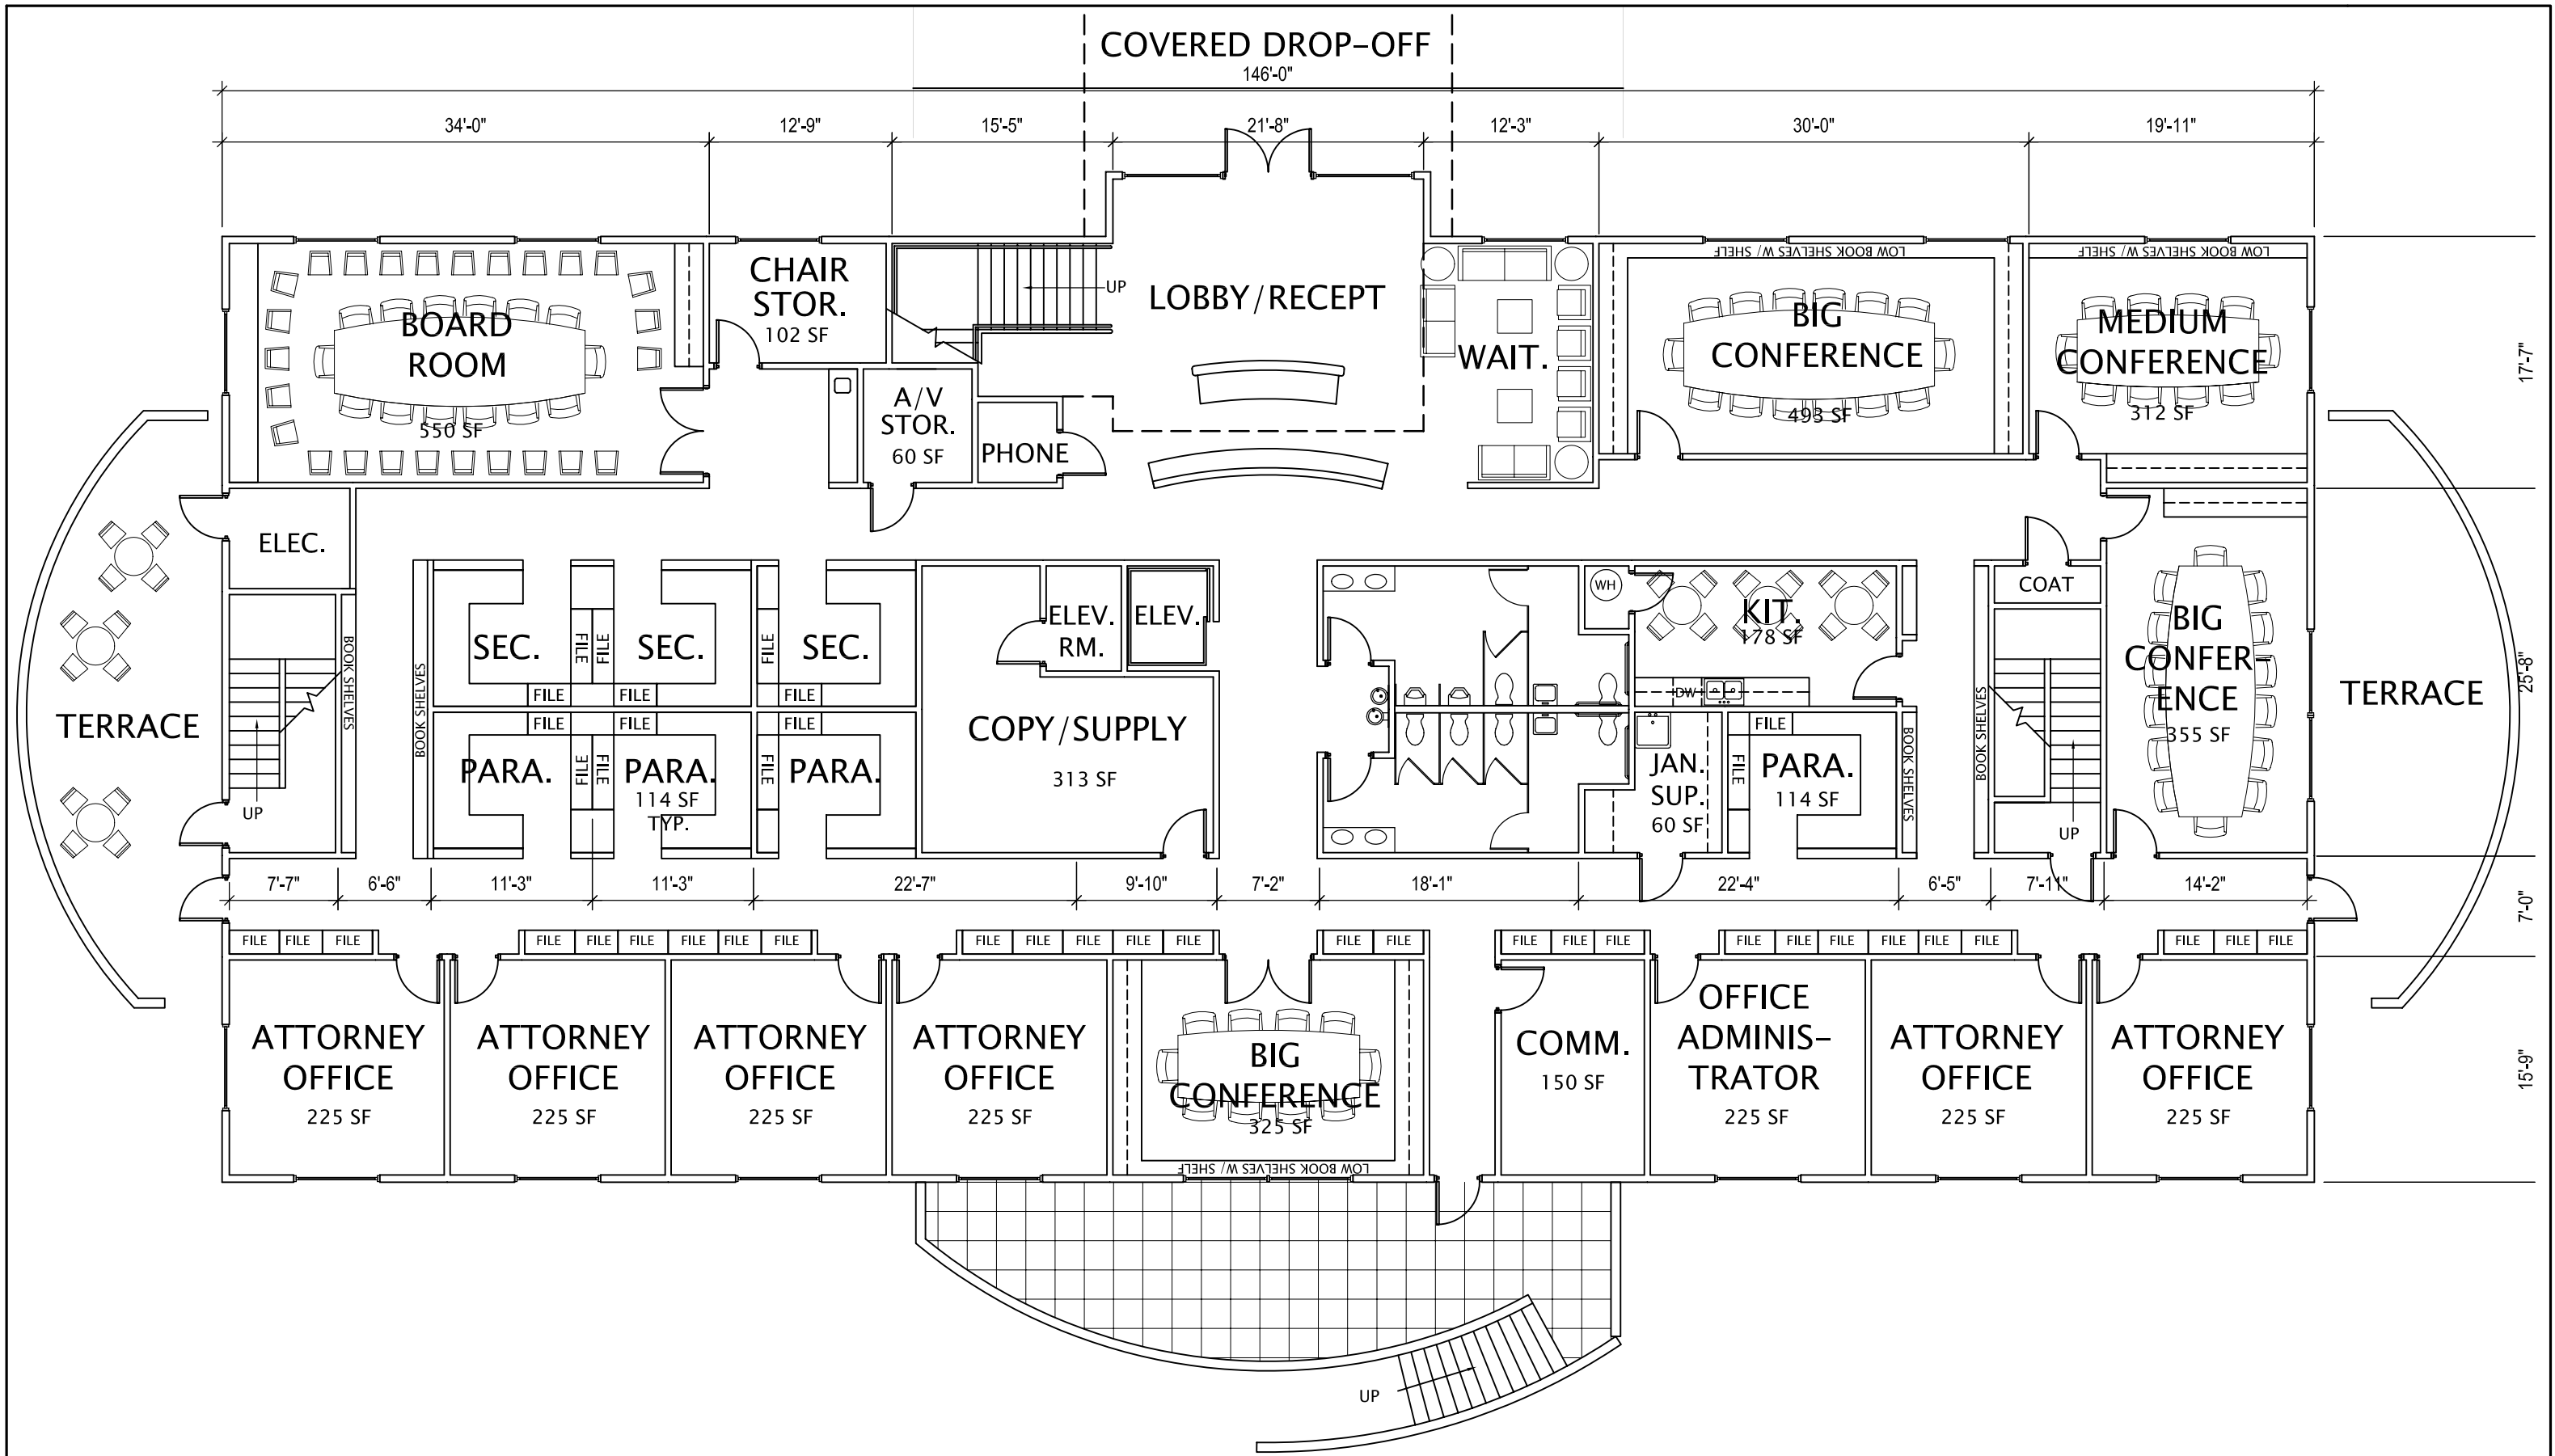 COVERED DROP-OFF
146'-0"
34'-0"
12'-9"
15'-5"
21'-8"
12'-3"
30'-0"
19'-11"
BOARD
ROOM
550 SF
CHAIR
STOR.
102 SF
UP
A/V
STOR.
60 SF
PHONE
LOBBY/RECEPT
WAIT.
LOW BOOK SHELVES W/ SHELF
BIG
CONFERENCE
493 SF
LOW BOOK SHELVES W/ SHELF
MEDIUM
CONFERENCE
312 SF
17'-7"
ELEC.
TERRACE
UP
BOOK SHELVES
BOOK SHELVES
SEC.
FILE
FILE
SEC.
FILE
SEC.
FILE
FILE
FILE
FILE
FILE
FILE
PARA.
FILE
FILE
PARA.
114 SF
TYP.
FILE
PARA.
ELEV.
RM.
ELEV.
COPY/SUPPLY
313 SF
WH
KIT.
178 SF
DW
JAN.
SUP.
60 SF
FILE
FILE
PARA.
114 SF
BOOK SHELVES
BOOK SHELVES
COAT
UP
BIG
CONFER-
ENCE
355 SF
TERRACE
25'-8"
7'-7"
6'-6"
11'-3"
11'-3"
22'-7"
9'-10"
7'-2"
18'-1"
22'-4"
6'-5"
7'-11"
14'-2"
7'-0"
FILE FILE FILE
FILE FILE FILE FILE FILE FILE
FILE FILE FILE FILE FILE
FILE FILE
FILE FILE FILE
FILE FILE FILE FILE FILE FILE
FILE FILE FILE
ATTORNEY
OFFICE
225 SF
ATTORNEY
OFFICE
225 SF
ATTORNEY
OFFICE
225 SF
ATTORNEY
OFFICE
225 SF
BIG
CONFERENCE
325 SF
LOW BOOK SHELVES W/ SHELF
COMM.
150 SF
OFFICE
ADMINIS-
TRATOR
225 SF
ATTORNEY
OFFICE
225 SF
ATTORNEY
OFFICE
225 SF
15'-9"
UP